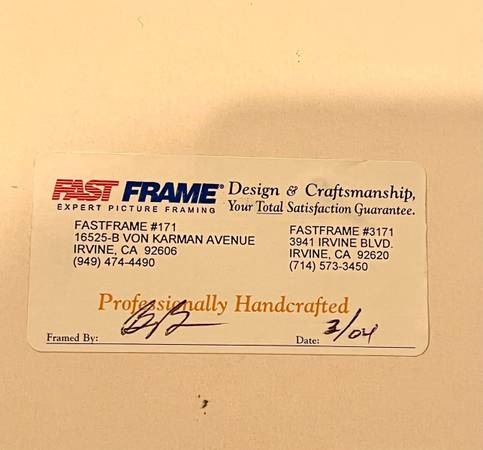 FAST FRAME® Design & Craftsmanship,
EXPERT PICTURE FRAMING Your Total Satisfaction Guarantee.
FASTFRAME #171
16525-B VON KARMAN AVENUE
IRVINE, CA 92606
(949) 474-4490
FASTFRAME #3171
3941 IRVINE BLVD.
IRVINE, CA 92620
(714) 573-3450
Professionally Handcrafted
Framed By: Date: 3/04